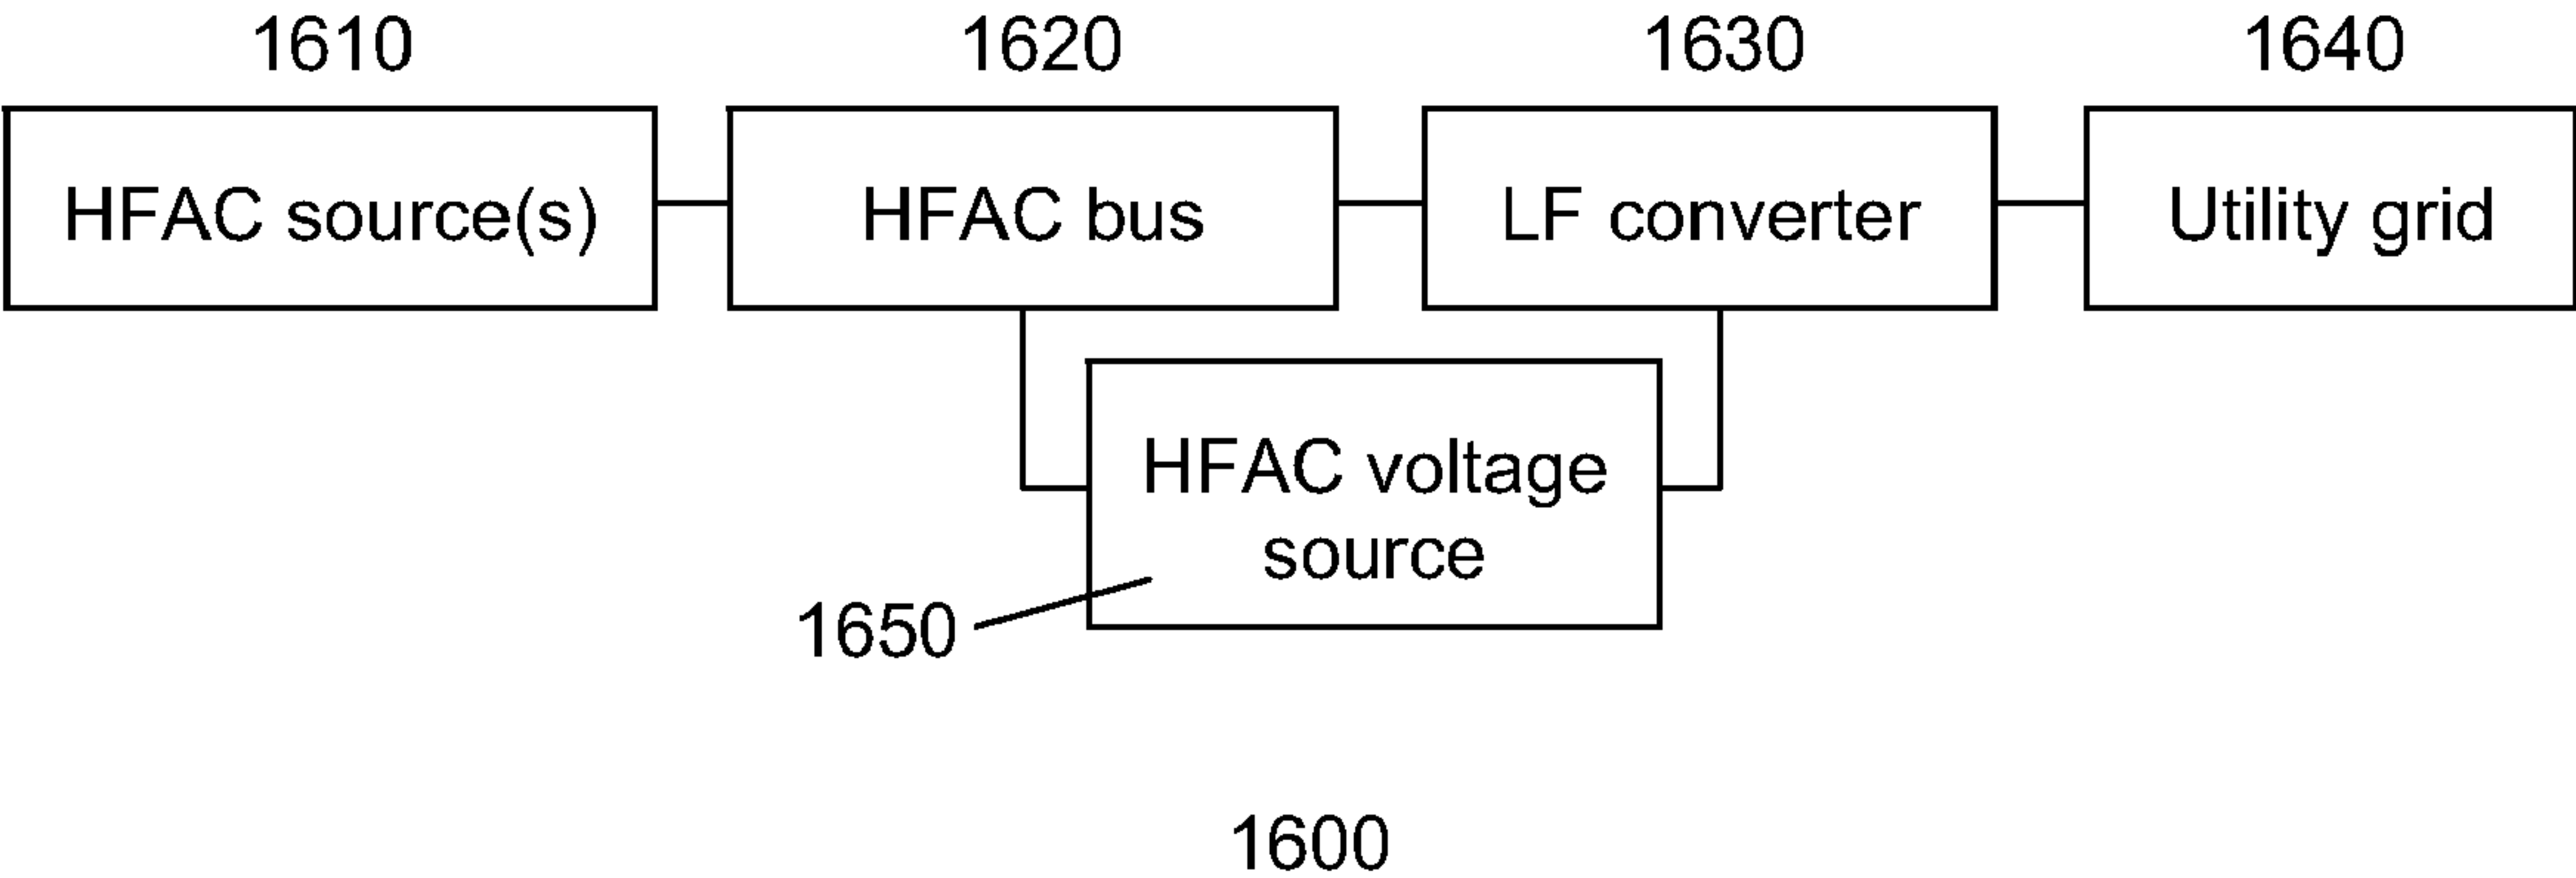 1610 1620 1630 1640
HFAC source(s) HFAC bus LF converter Utility grid
HFAC voltage
source
1650
1600